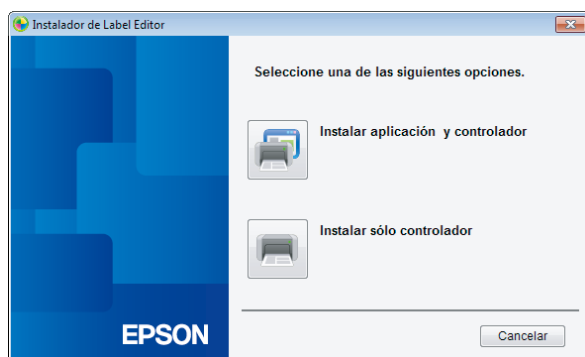 Instalador de Label Editor
Seleccione una de las siguientes opciones.
Instalar aplicación y controlador
Instalar sólo controlador
EPSON
Cancelar